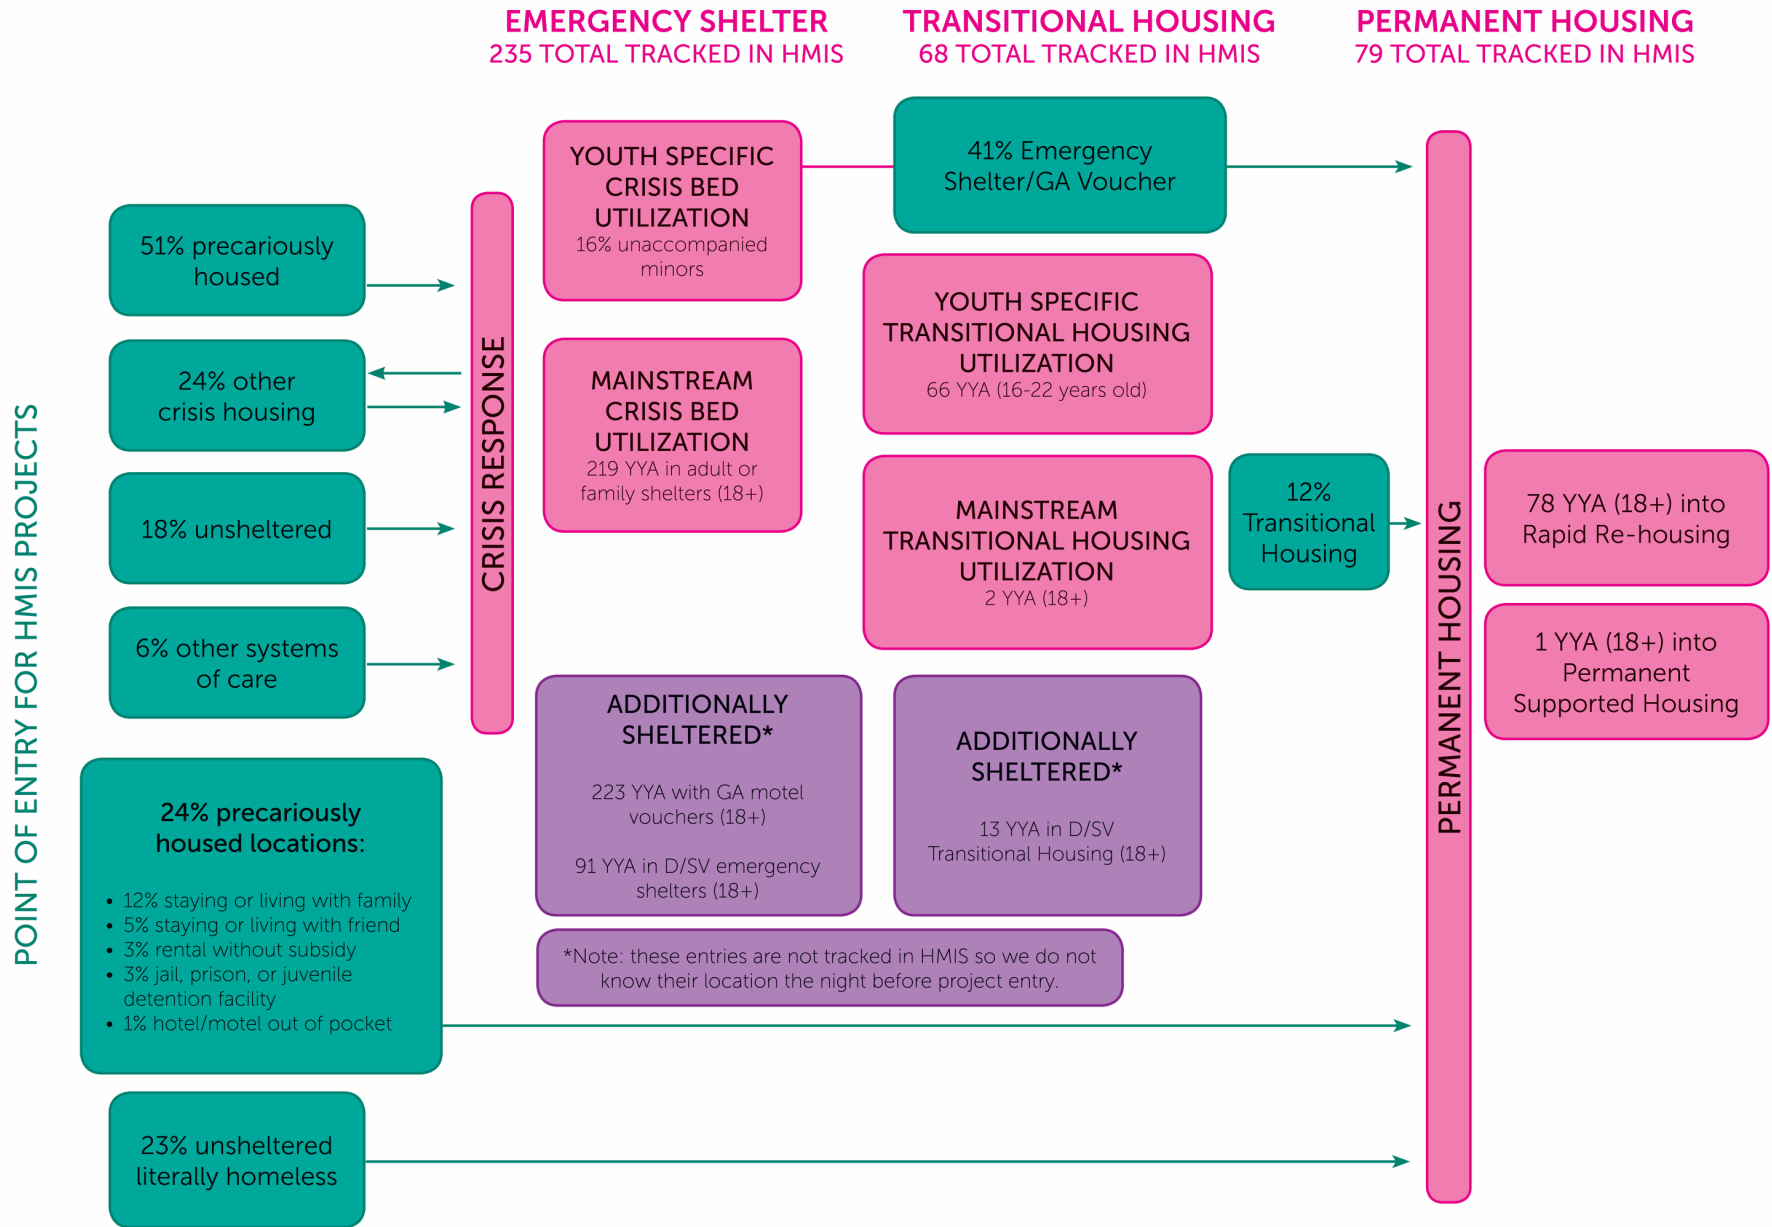 EMERGENCY SHELTER
235 TOTAL TRACKED IN HMIS
TRANSITIONAL HOUSING
68 TOTAL TRACKED IN HMIS
PERMANENT HOUSING
79 TOTAL TRACKED IN HMIS
POINT OF ENTRY FOR HMIS PROJECTS
51% precariously
housed
24% other
crisis housing
18% unsheltered
6% other systems
of care
24% precariously
housed locations:
• 12% staying or living with family
• 5% staying or living with friend
• 3% rental without subsidy
• 3% jail, prison, or juvenile
detention facility
• 1% hotel/motel out of pocket
23% unsheltered
literally homeless
CRISIS RESPONSE
YOUTH SPECIFIC
CRISIS BED
UTILIZATION
16% unaccompanied
minors
MAINSTREAM
CRISIS BED
UTILIZATION
219 YYA in adult or
family shelters (18+)
ADDITIONALLY
SHELTERED*
223 YYA with GA motel
vouchers (18+)
91 YYA in D/SV emergency
shelters (18+)
41% Emergency
Shelter/GA Voucher
YOUTH SPECIFIC
TRANSITIONAL HOUSING
UTILIZATION
66 YYA (16-22 years old)
MAINSTREAM
TRANSITIONAL HOUSING
UTILIZATION
2 YYA (18+)
ADDITIONALLY
SHELTERED*
13 YYA in D/SV
Transitional Housing (18+)
*Note: these entries are not tracked in HMIS so we do not
know their location the night before project entry.
12%
Transitional
Housing
PERMANENT HOUSING
78 YYA (18+) into
Rapid Re-housing
1 YYA (18+) into
Permanent
Supported Housing